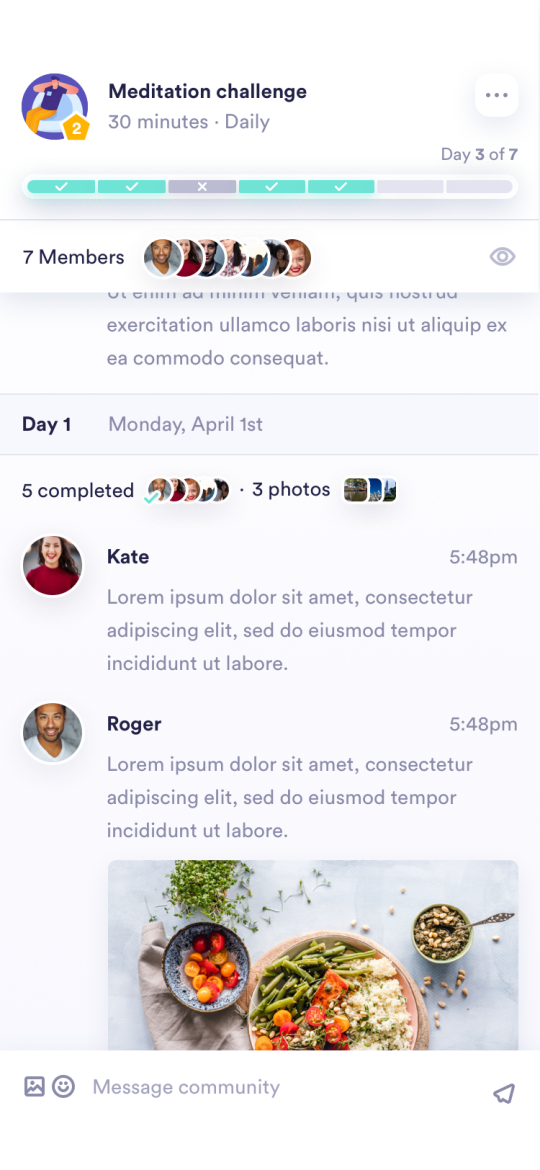 Meditation challenge
30 minutes · Daily
2
Day 3 of 7
7 Members
Ut enim ad minim veniam, quis nostrud
exercitation ullamco laboris nisi ut aliquip ex
ea commodo consequat.
Day 1 Monday, April 1st
5 completed · 3 photos
Kate 5:48pm
Lorem ipsum dolor sit amet, consectetur
adipiscing elit, sed do eiusmod tempor
incididunt ut labore.
Roger 5:48pm
Lorem ipsum dolor sit amet, consectetur
adipiscing elit, sed do eiusmod tempor
incididunt ut labore.
Message community